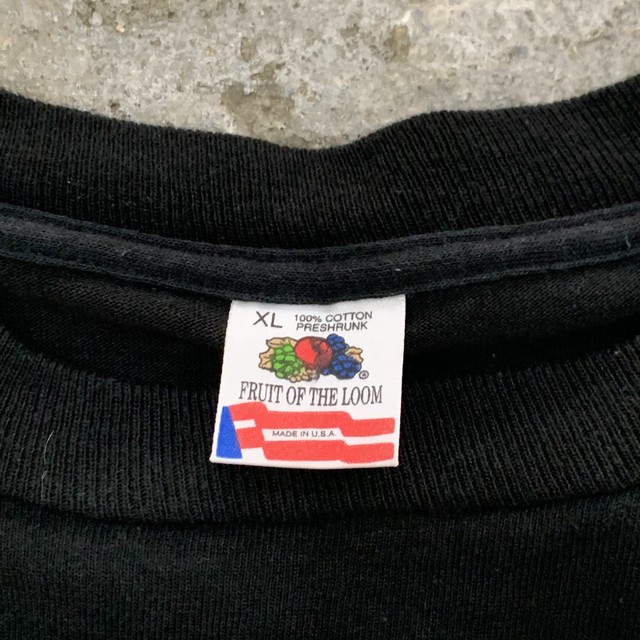 XL 100% COTTON
PRESHRUNK
®
FRUIT OF THE LOOM
MADE IN U.S.A.